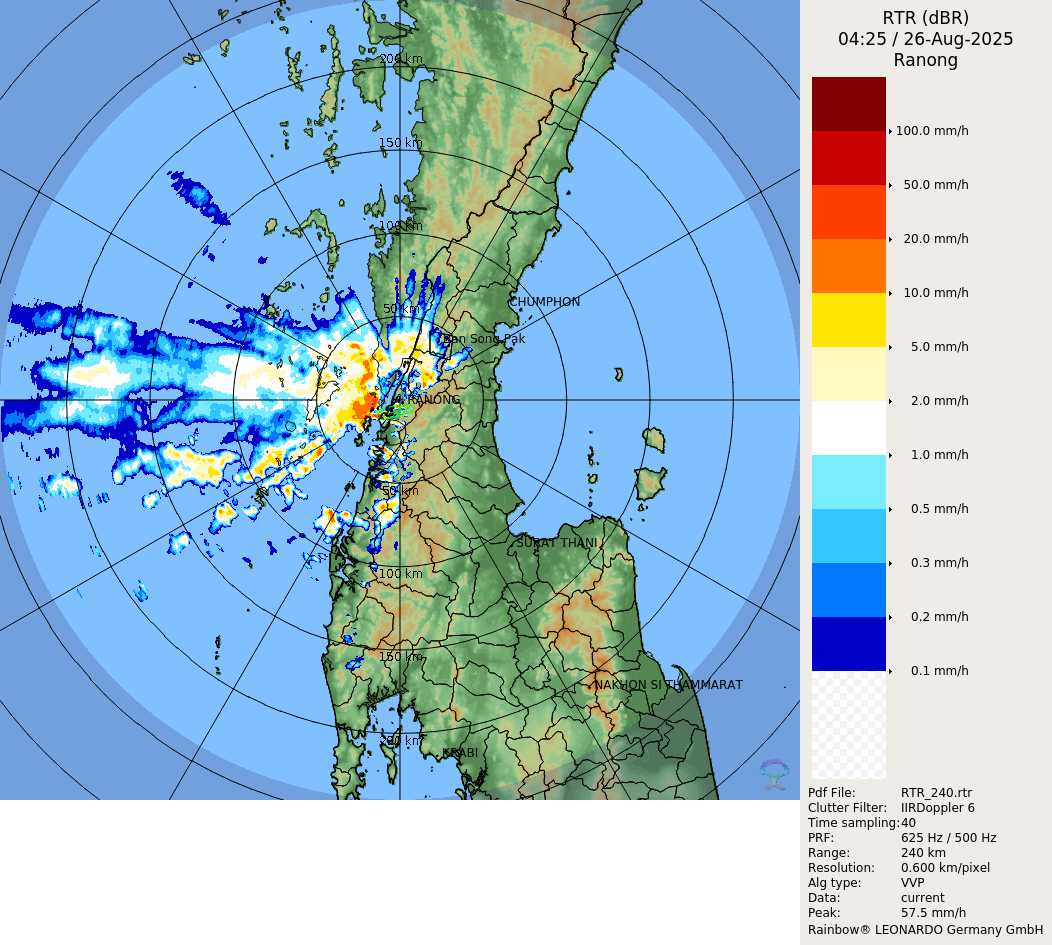 RTR (dBR)
04:25 / 26-Aug-2025
Ranong
100.0 mm/h
50.0 mm/h
20.0 mm/h
10.0 mm/h
5.0 mm/h
2.0 mm/h
1.0 mm/h
0.5 mm/h
0.3 mm/h
0.2 mm/h
0.1 mm/h
Pdf File: RTR_240.rtr
Clutter Filter: IIRDoppler 6
Time sampling: 40
PRF: 625 Hz / 500 Hz
Range: 240 km
Resolution: 0.600 km/pixel
Alg type: VVP
Data: current
Peak: 57.5 mm/h
Rainbow® LEONARDO Germany GmbH
200 km
150 km
100 km
50 km
CHUMPHON
Ban Song Pak
RANONG
50 km
SURAT THANI
100 km
150 km
NAKHON SI THAMMARAT
200 km
KRABI